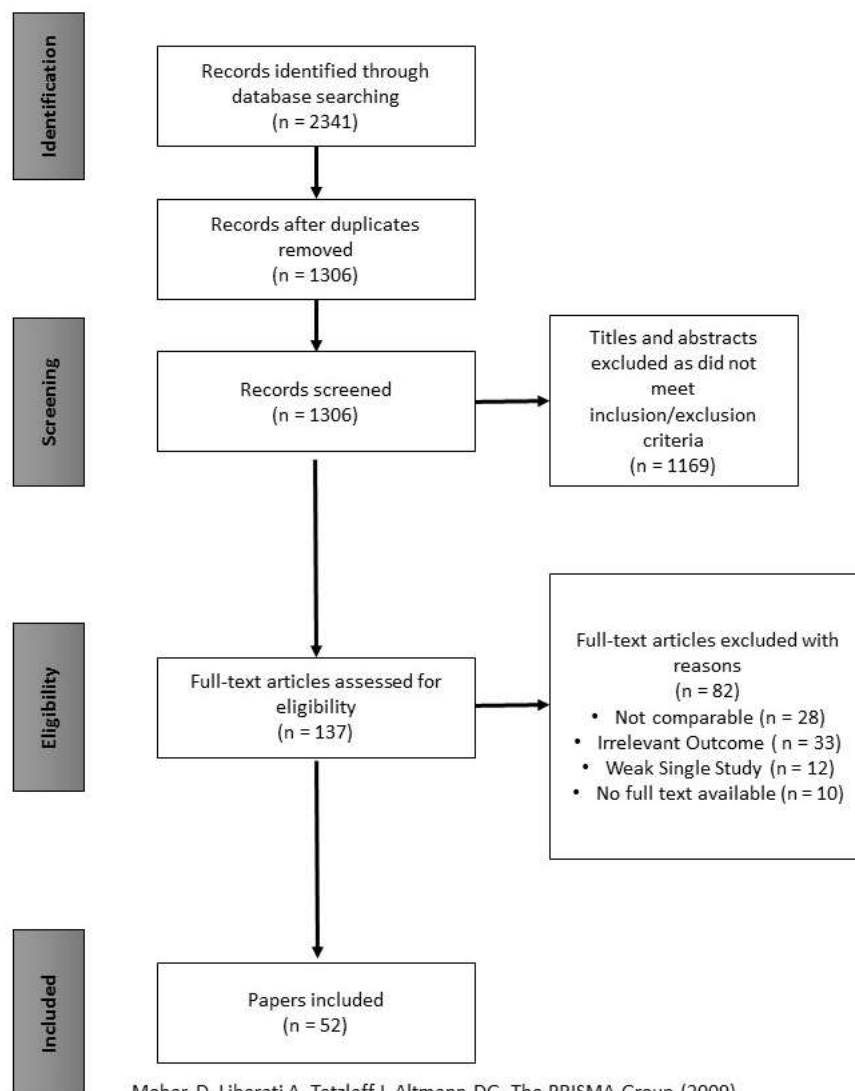 Identification
Records identified through
database searching
(n = 2341)
Records after duplicates
removed
(n = 1306)
Screening
Records screened
(n = 1306)
Titles and abstracts
excluded as did not
meet
inclusion/exclusion
criteria
(n = 1169)
Eligibility
Full-text articles assessed for
eligibility
(n = 137)
Full-text articles excluded with
reasons
(n = 82)
• Not comparable (n = 28)
• Irrelevant Outcome ( n = 33)
• Weak Single Study (n = 12)
• No full text available (n = 10)
Included
Papers included
(n = 52)
Moher D, Liberati A, Tetzlaff J, Altmann DG, The PRISMA Group (2009)